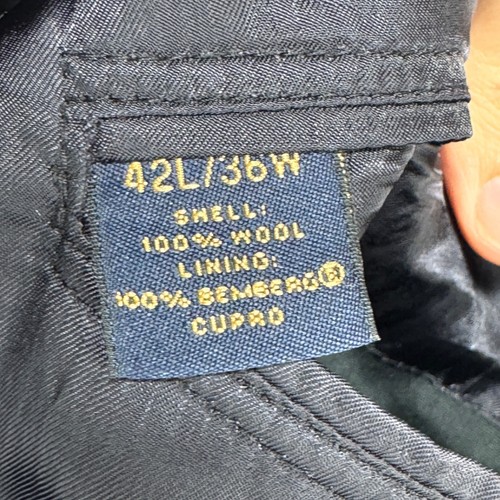 42L/36W
SHELL:
100% WOOL
LINING:
100% BEMBERG®
CUPRO